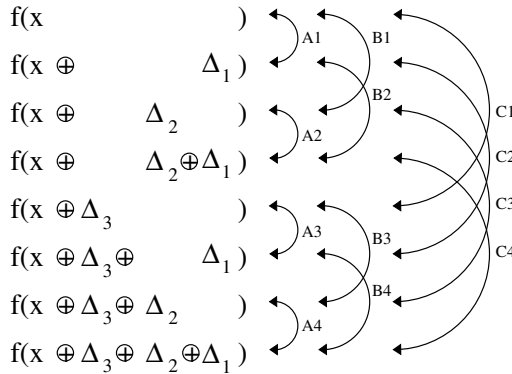 f(x )
f(x ⊕ Δ₁)
f(x ⊕ Δ₂ )
f(x ⊕ Δ₂⊕Δ₁)
f(x ⊕Δ₃ )
f(x ⊕Δ₃⊕ Δ₁)
f(x ⊕Δ₃⊕ Δ₂ )
f(x ⊕Δ₃⊕ Δ₂⊕Δ₁)
A1
A2
A3
A4
B1
B2
B3
B4
C1
C2
C3
C4